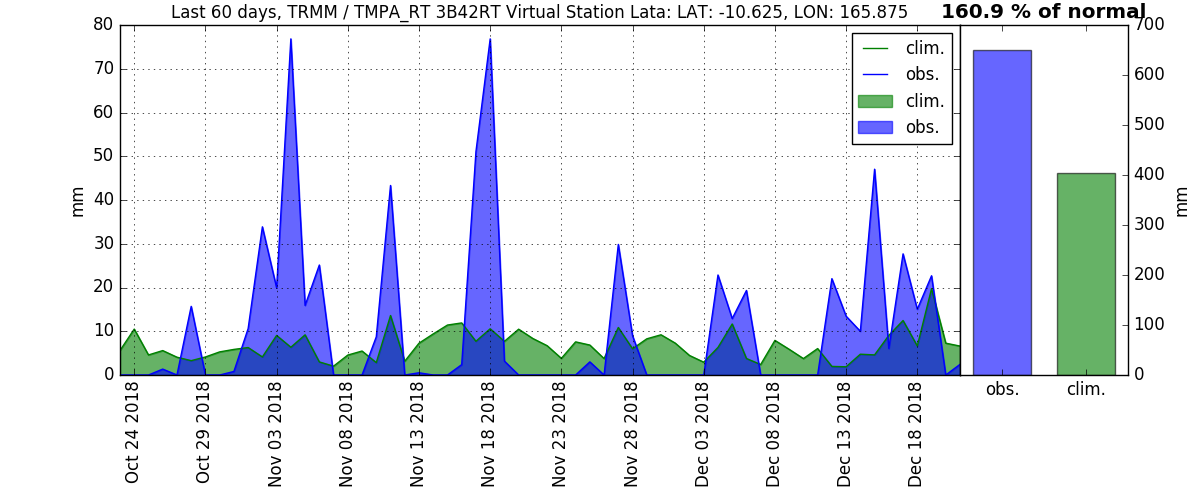 Last 60 days, TRMM / TMPA_RT 3B42RT Virtual Station Lata: LAT: -10.625, LON: 165.875
160.9 % of normal
80
70
60
50
40
30
20
10
0
mm
clim.
obs.
clim.
obs.
700
600
500
400
300
200
100
0
mm
obs.
clim.
Oct 24 2018
Oct 29 2018
Nov 03 2018
Nov 08 2018
Nov 13 2018
Nov 18 2018
Nov 23 2018
Nov 28 2018
Dec 03 2018
Dec 08 2018
Dec 13 2018
Dec 18 2018